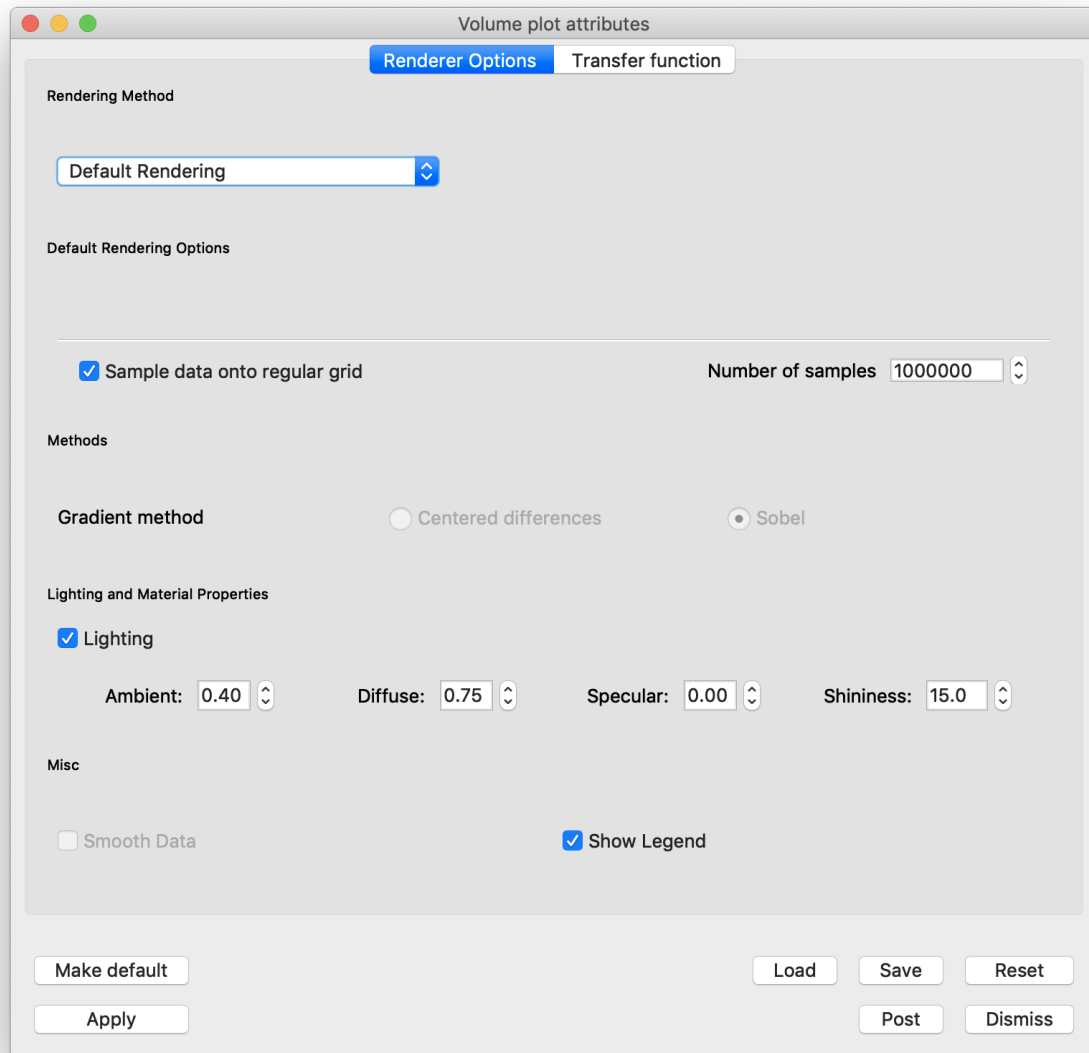 Volume plot attributes
Renderer Options Transfer function
Rendering Method
Default Rendering
Default Rendering Options
Sample data onto regular grid Number of samples 1000000
Methods
Gradient method Centered differences Sobel
Lighting and Material Properties
Lighting
Ambient: 0.40 Diffuse: 0.75 Specular: 0.00 Shininess: 15.0
Misc
Smooth Data Show Legend
Make default Load Save Reset
Apply Post Dismiss